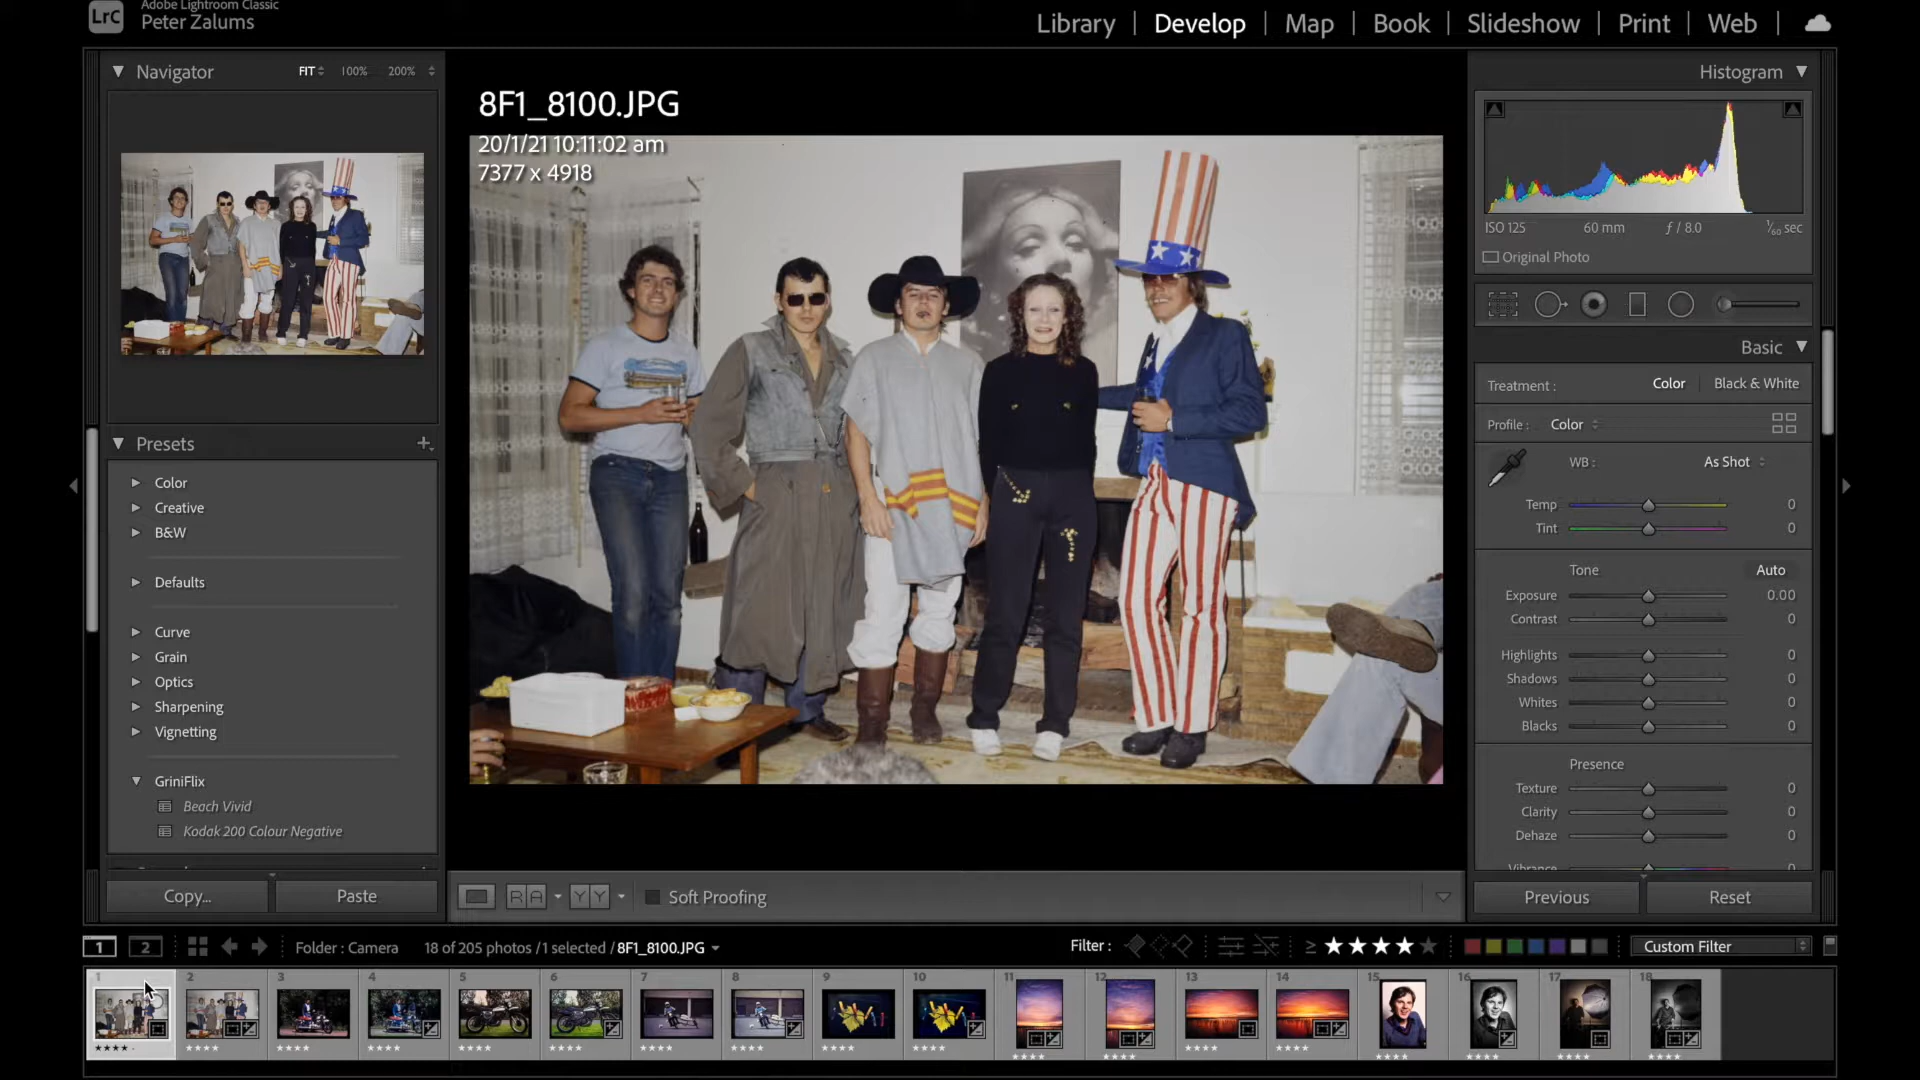 LrC
Adobe Lightroom Classic
Peter Zalums
Library | Develop | Map | Book | Slideshow | Print | Web |
Navigator
FIT 100% 200%
8F1_8100.JPG
20/1/21 10:11:02 am
7377 x 4918
Histogram
ISO 125 60 mm ƒ / 8.0 1/60 sec
Original Photo
Basic
Treatment : Color | Black & White
Profile : Color
WB : As Shot
Temp 0
Tint 0
Tone Auto
Exposure 0.00
Contrast 0
Highlights 0
Shadows 0
Whites 0
Blacks 0
Presence
Texture 0
Clarity 0
Dehaze 0
Vibrance
Presets
Color
Creative
B&W
Defaults
Curve
Grain
Optics
Sharpening
Vignetting
GriniFlix
Beach Vivid
Kodak 200 Colour Negative
Copy... Paste
R A Y Y Soft Proofing
Previous Reset
1 2 Folder : Camera 18 of 205 photos / 1 selected / 8F1_8100.JPG
Filter : ≥ ★★★★★ Custom Filter
1 2 3 4 5 6 7 8 9 10 11 12 13 14 15 16 17 18